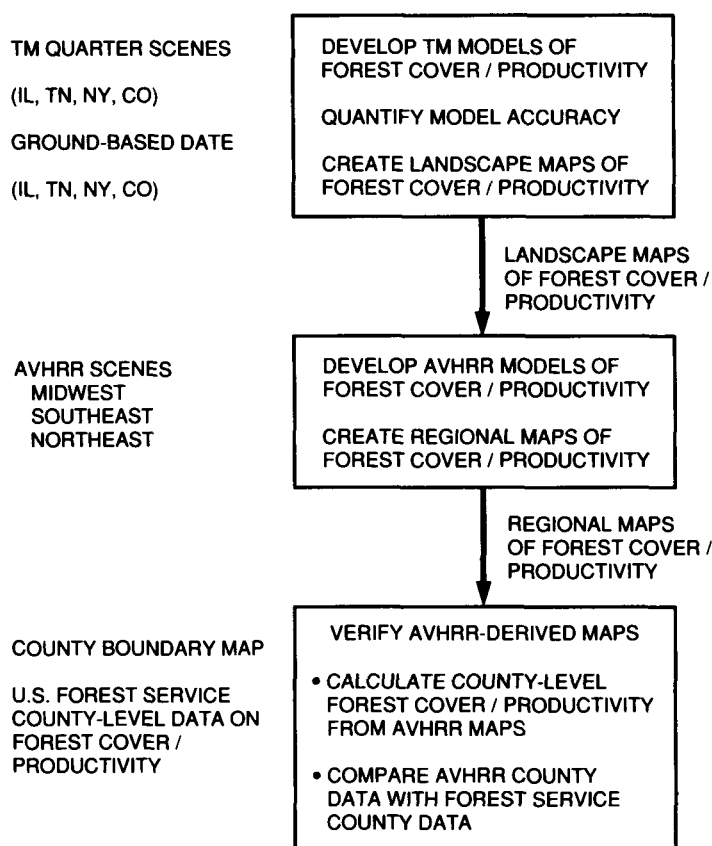 TM QUARTER SCENES
(IL, TN, NY, CO)
GROUND-BASED DATE
(IL, TN, NY, CO)
DEVELOP TM MODELS OF
FOREST COVER / PRODUCTIVITY
QUANTIFY MODEL ACCURACY
CREATE LANDSCAPE MAPS OF
FOREST COVER / PRODUCTIVITY
LANDSCAPE MAPS
OF FOREST COVER /
PRODUCTIVITY
AVHRR SCENES
MIDWEST
SOUTHEAST
NORTHEAST
DEVELOP AVHRR MODELS OF
FOREST COVER / PRODUCTIVITY
CREATE REGIONAL MAPS OF
FOREST COVER / PRODUCTIVITY
REGIONAL MAPS
OF FOREST COVER /
PRODUCTIVITY
COUNTY BOUNDARY MAP
U.S. FOREST SERVICE
COUNTY-LEVEL DATA ON
FOREST COVER /
PRODUCTIVITY
VERIFY AVHRR-DERIVED MAPS
• CALCULATE COUNTY-LEVEL
FOREST COVER / PRODUCTIVITY
FROM AVHRR MAPS
• COMPARE AVHRR COUNTY
DATA WITH FOREST SERVICE
COUNTY DATA